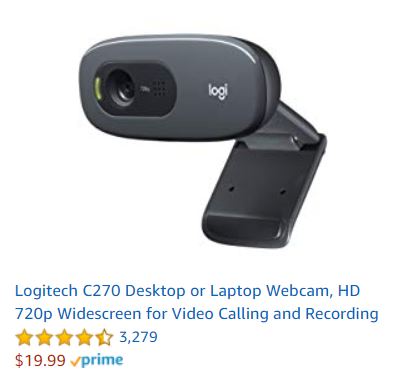 720p
logi
Logitech C270 Desktop or Laptop Webcam, HD
720p Widescreen for Video Calling and Recording
3,279
$19.99 prime